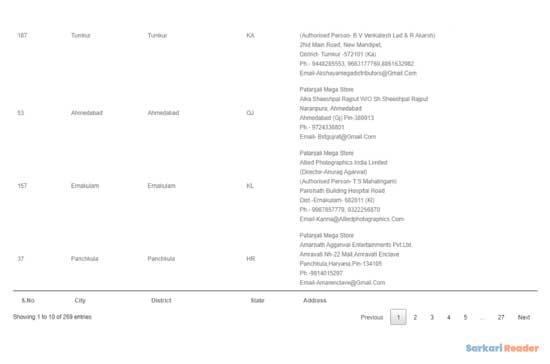 187 Tumkur Tumkur KA (Authorised Person- B V Venkatesh Lad & R Akarsh)
2nd Main Road, New Mandipet,
District- Tumkur -572101 (Ka)
Ph - 9448285553, 9663177769,8861632982
Email-Akshayamegadistributors@Gmail.Com
Patanjali Mega Store
Alka Sheeshpal Rajput W/O Sh.Sheeshpal Rajput
Naranpura, Ahmedabad
53 Ahmedabad Ahmedabad GJ Ahmedabad (Gj) Pin-380013
Ph - 9724338801
Email- Bstgujrat@Gmail.Com
Patanjali Mega Store
Allied Photographics India Limited
(Director-Anurag Agarwal)
157 Ernakulam Ernakulam KL (Authorised Person- T S Mahalingam)
Parishath Building Hospital Road
Dist.-Ernakulam- 682011 (Kl)
Ph - 9967857779, 9322256870
Email-Kanna@Alliedphotographics.Com
Patanjali Mega Store
Amarnath Aggarwal Entertainments Pvt.Ltd.
37 Panchkula Panchkula HR Amravati Nh-22 Mall,Amravati Enclave
Panchkula,Haryana,Pin-134105
Ph -9814015297
Email-Amarenclave@Gmail.Com
S.No City District State Address
Showing 1 to 10 of 269 entries Previous 1 2 3 4 5 ... 27 Next
Sarkari Reader